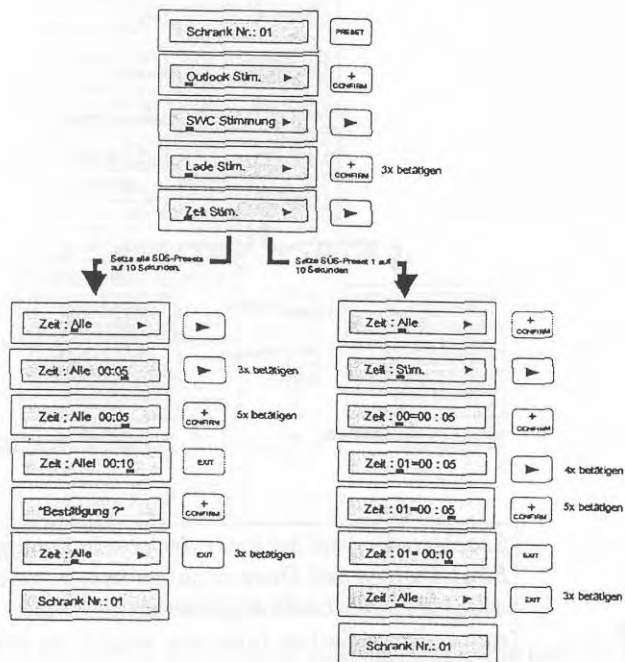 Schrank Nr.: 01
PRESET
Outlook Stim. ►
+
CONFIRM
SWC Stimmung ►
►
Lade Stim. ►
+
CONFIRM
3x betätigen
Zeit Stim. ►
►
Setze alle SÜS-Presets
auf 10 Sekunden.
Setze SÜS-Preset 1 auf
10 Sekunden
Zeit : Alle ►
►
Zeit : Alle 00:05
►
3x betätigen
Zeit : Alle 00:05
+
CONFIRM
5x betätigen
Zeit : Allel 00:10
EXIT
"Bestätigung ?"
+
CONFIRM
Zeit : Alle ►
EXIT
3x betätigen
Schrank Nr.: 01
Zeit : Alle ►
+
CONFIRM
Zeit : Stim. ►
►
Zeit : 00=00 : 05
+
CONFIRM
Zeit : 01=00 : 05
►
4x betätigen
Zeit : 01=00 : 05
+
CONFIRM
5x betätigen
Zeit : 01= 00:10
EXIT
Zeit : Alle ►
EXIT
3x betätigen
Schrank Nr.: 01